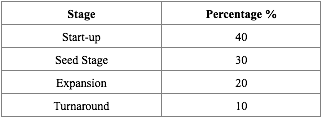 Stage Percentage %
Start-up 40
Seed Stage 30
Expansion 20
Turnaround 10